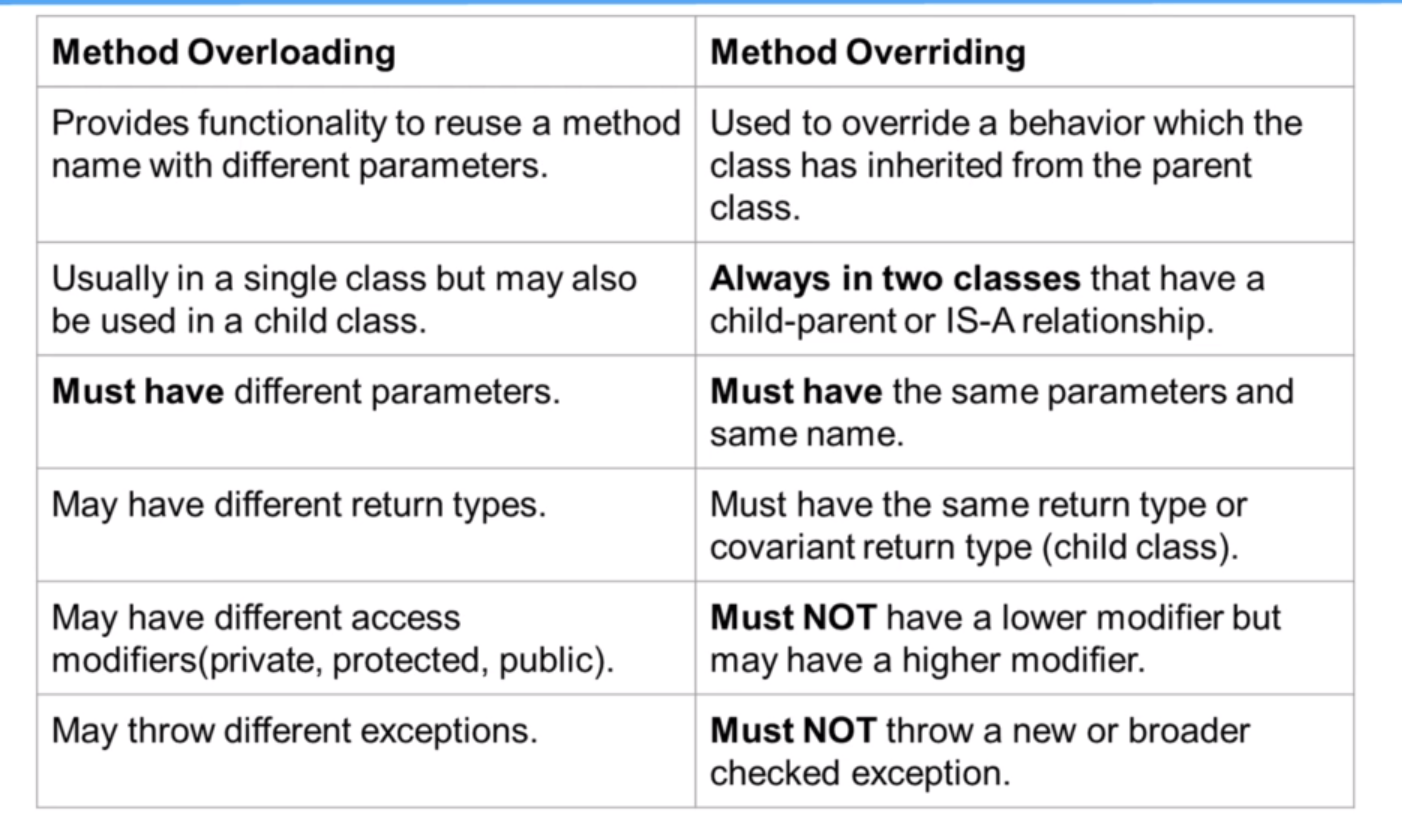 Method Overloading
Method Overriding
Provides functionality to reuse a method
name with different parameters.
Used to override a behavior which the
class has inherited from the parent
class.
Usually in a single class but may also
be used in a child class.
Always in two classes that have a
child-parent or IS-A relationship.
Must have different parameters.
Must have the same parameters and
same name.
May have different return types.
Must have the same return type or
covariant return type (child class).
May have different access
modifiers(private, protected, public).
Must NOT have a lower modifier but
may have a higher modifier.
May throw different exceptions.
Must NOT throw a new or broader
checked exception.